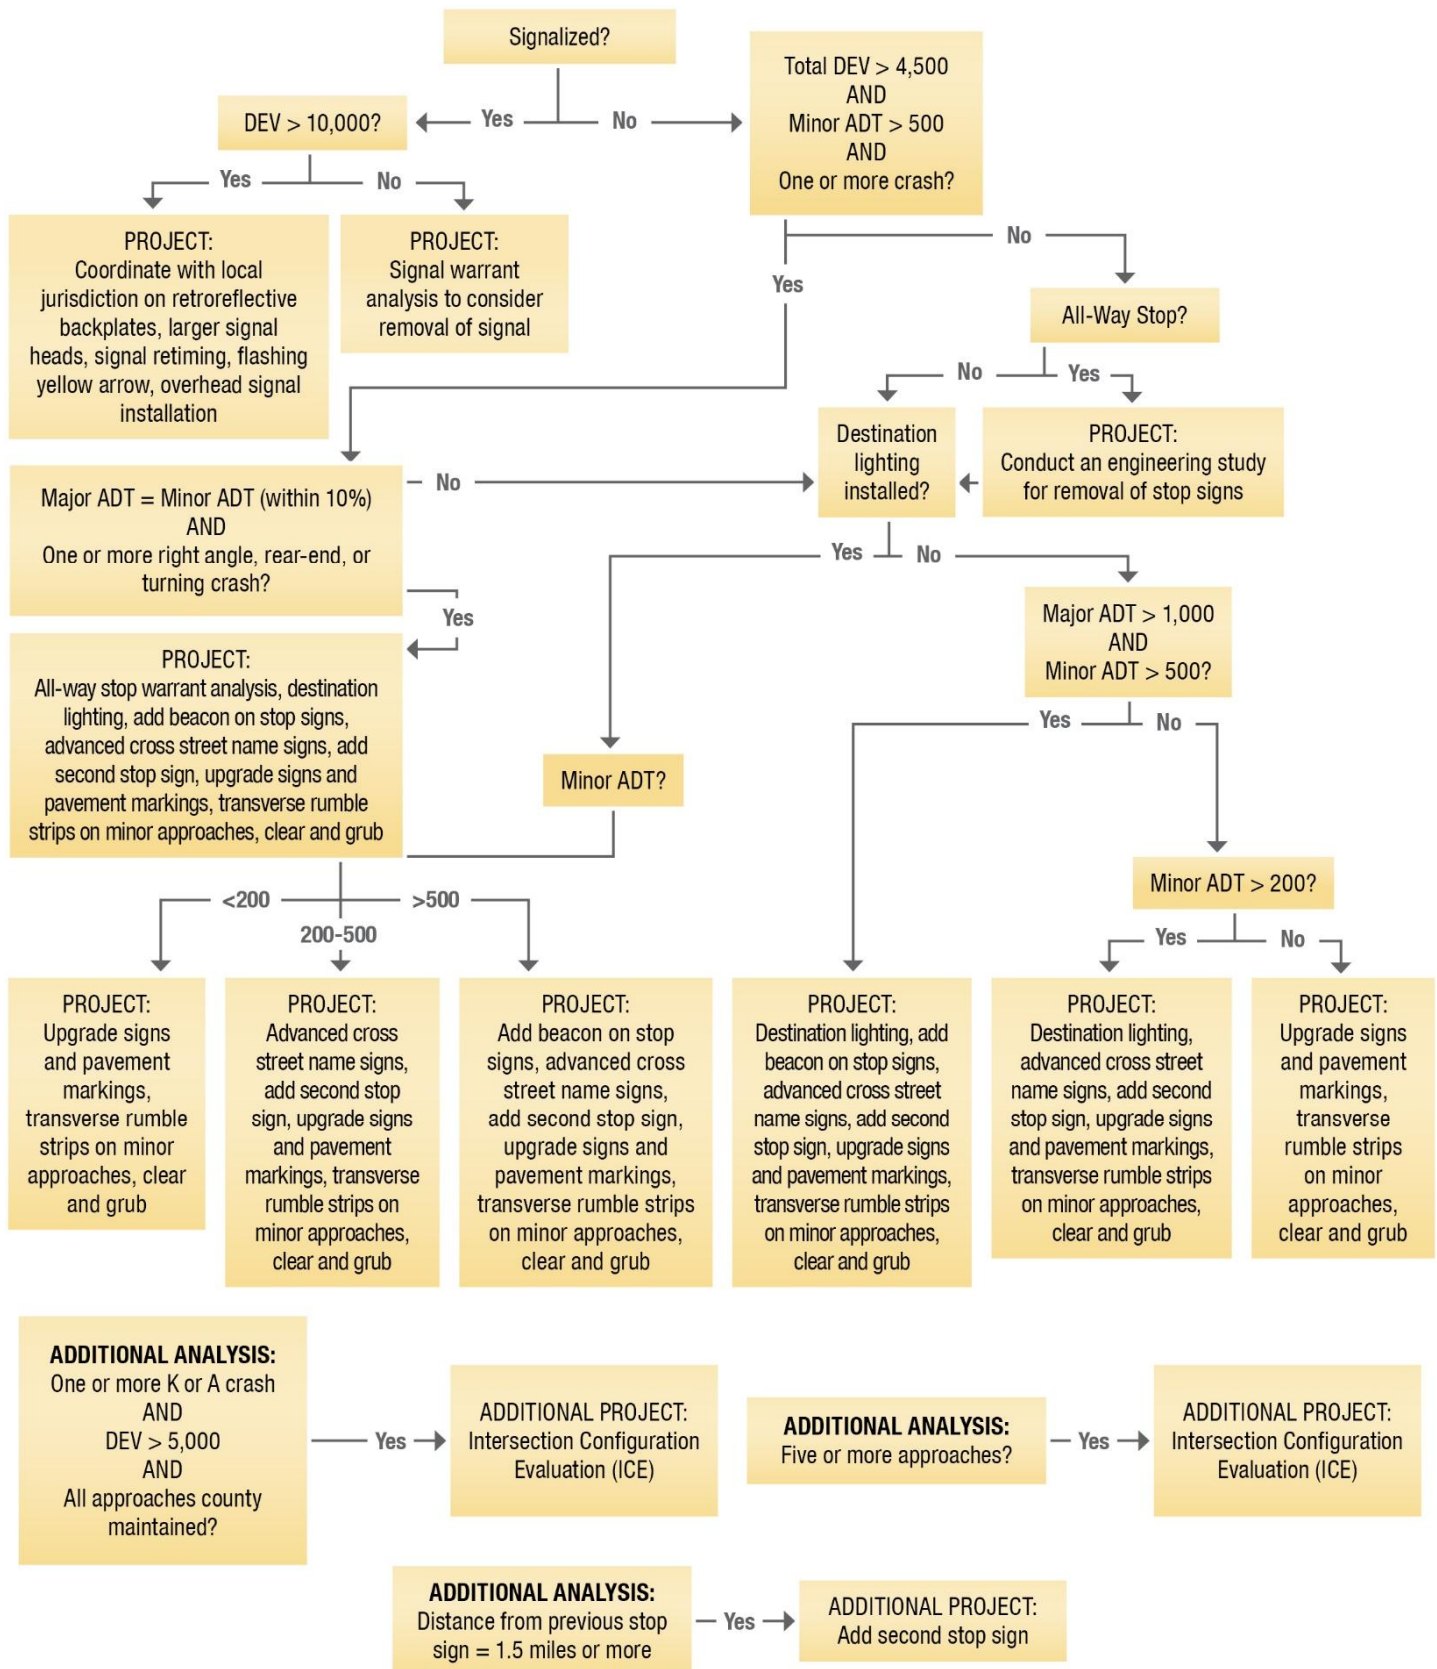 Signalized?
Total DEV > 4,500
AND
Minor ADT > 500
AND
One or more crash?
DEV > 10,000?
Yes
No
Yes
No
PROJECT:
Coordinate with local
jurisdiction on retroreflective
backplates, larger signal
heads, signal retiming, flashing
yellow arrow, overhead signal
installation
PROJECT:
Signal warrant
analysis to consider
removal of signal
No
Yes
All-Way Stop?
No
Yes
Destination
lighting
installed?
PROJECT:
Conduct an engineering study
for removal of stop signs
Major ADT = Minor ADT (within 10%)
AND
One or more right angle, rear-end, or
turning crash?
No
Yes
Yes
No
PROJECT:
All-way stop warrant analysis, destination
lighting, add beacon on stop signs,
advanced cross street name signs, add
second stop sign, upgrade signs and
pavement markings, transverse rumble
strips on minor approaches, clear and grub
Major ADT > 1,000
AND
Minor ADT > 500?
Yes
No
Minor ADT?
Minor ADT > 200?
<200
200-500
>500
Yes
No
PROJECT:
Upgrade signs
and pavement
markings,
transverse rumble
strips on minor
approaches, clear
and grub
PROJECT:
Advanced cross
street name signs,
add second stop
sign, upgrade signs
and pavement
markings, transverse
rumble strips on
minor approaches,
clear and grub
PROJECT:
Add beacon on stop
signs, advanced cross
street name signs,
add second stop sign,
upgrade signs and
pavement markings,
transverse rumble strips
on minor approaches,
clear and grub
PROJECT:
Destination lighting, add
beacon on stop signs,
advanced cross street
name signs, add second
stop sign, upgrade signs
and pavement markings,
transverse rumble strips
on minor approaches,
clear and grub
PROJECT:
Destination lighting,
advanced cross street
name signs, add second
stop sign, upgrade signs
and pavement markings,
transverse rumble strips
on minor approaches,
clear and grub
PROJECT:
Upgrade signs
and pavement
markings,
transverse
rumble strips
on minor
approaches,
clear and grub
ADDITIONAL ANALYSIS:
One or more K or A crash
AND
DEV > 5,000
AND
All approaches county
maintained?
Yes
ADDITIONAL PROJECT:
Intersection Configuration
Evaluation (ICE)
ADDITIONAL ANALYSIS:
Five or more approaches?
Yes
ADDITIONAL PROJECT:
Intersection Configuration
Evaluation (ICE)
ADDITIONAL ANALYSIS:
Distance from previous stop
sign = 1.5 miles or more
Yes
ADDITIONAL PROJECT:
Add second stop sign